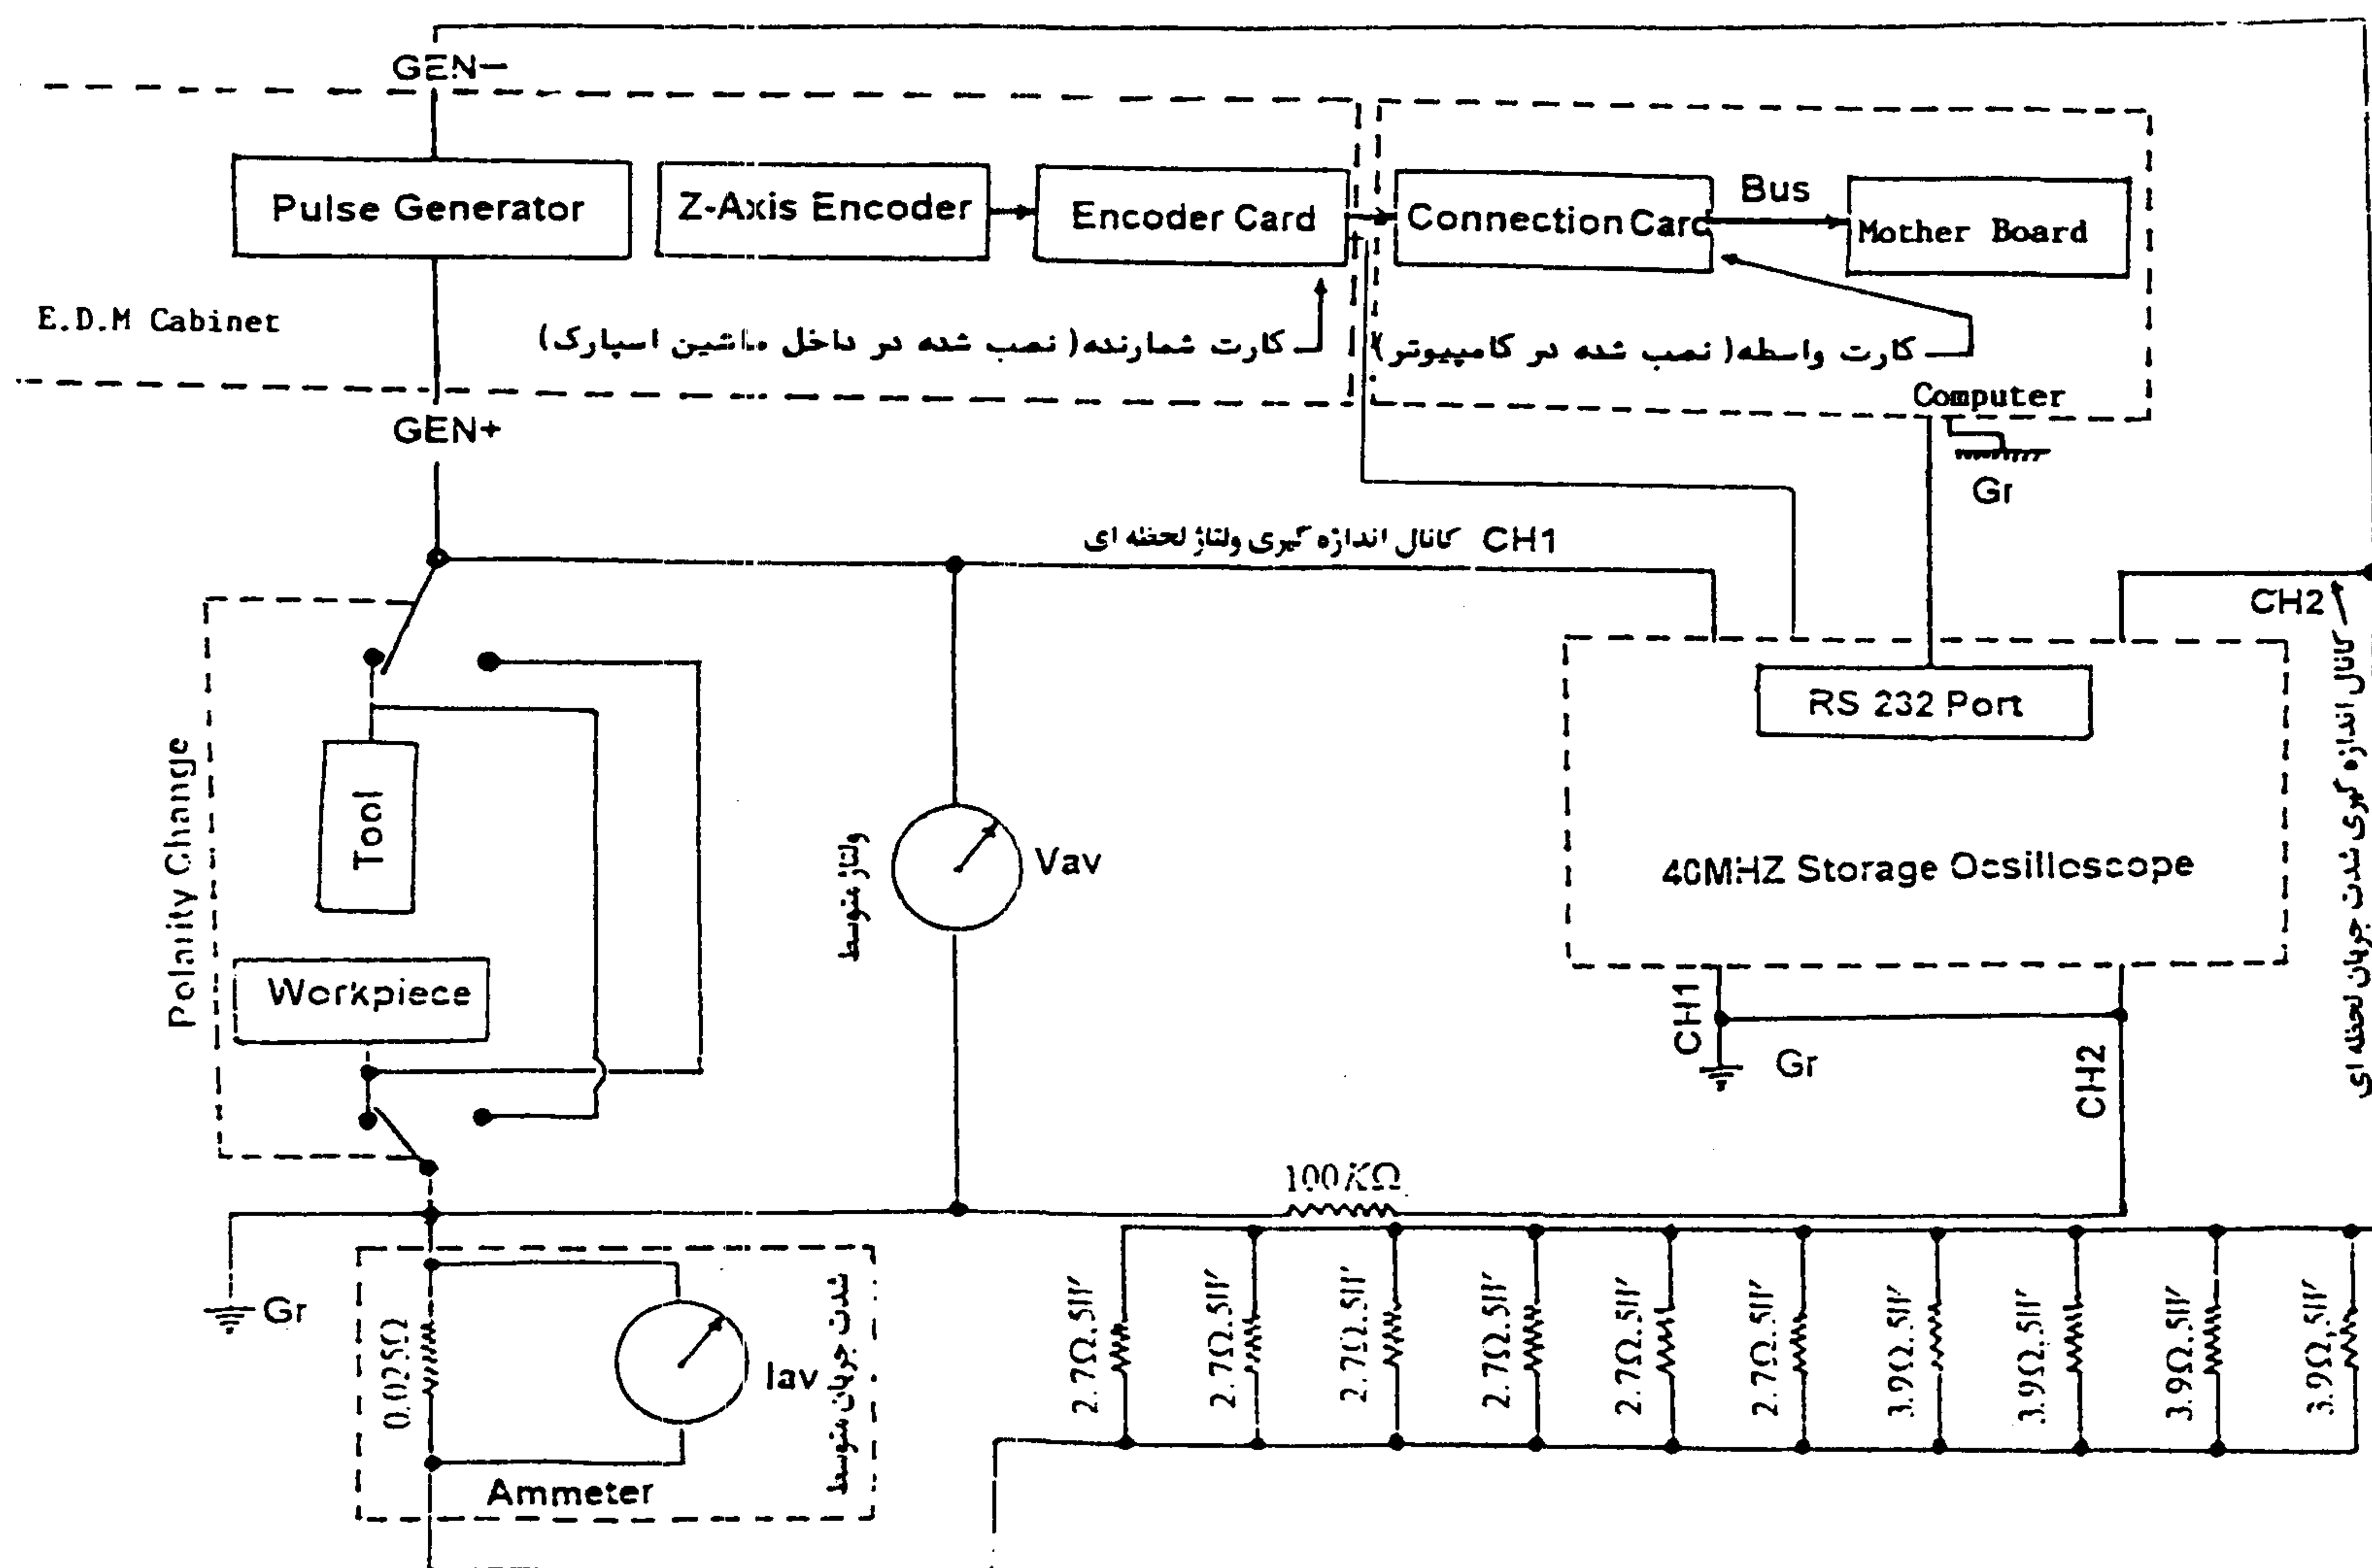 GEN−
Pulse Generator
Z-Axis Encoder
Encoder Card
Connection Card
Bus
Mother Board
E.D.M Cabinet
کارت شمارنده( نصب شده در داخل ماشین اسپارک)
کارت واسطه( نصب شده در کامپیوتر)
Computer
GEN+
Gr
CH1 کانال اندازه گیری ولتاژ لحظه ای
CH2
کانال اندازه گیری شدت جریان لحظه ای
RS 232 Port
Polarity Change
Tool
ولتاژ متوسط
Vav
40MHZ Storage Ocsilloscope
Workpiece
CH1
Gr
CH2
100KΩ
Gr
0.025Ω
Iav
شدت جریان متوسط
Ammeter
2.7Ω.5W
2.7Ω.5W
2.7Ω.5W
2.7Ω.5W
2.7Ω.5W
2.7Ω.5W
3.9Ω.5W
3.9Ω.5W
3.9Ω.5W
3.9Ω,5W